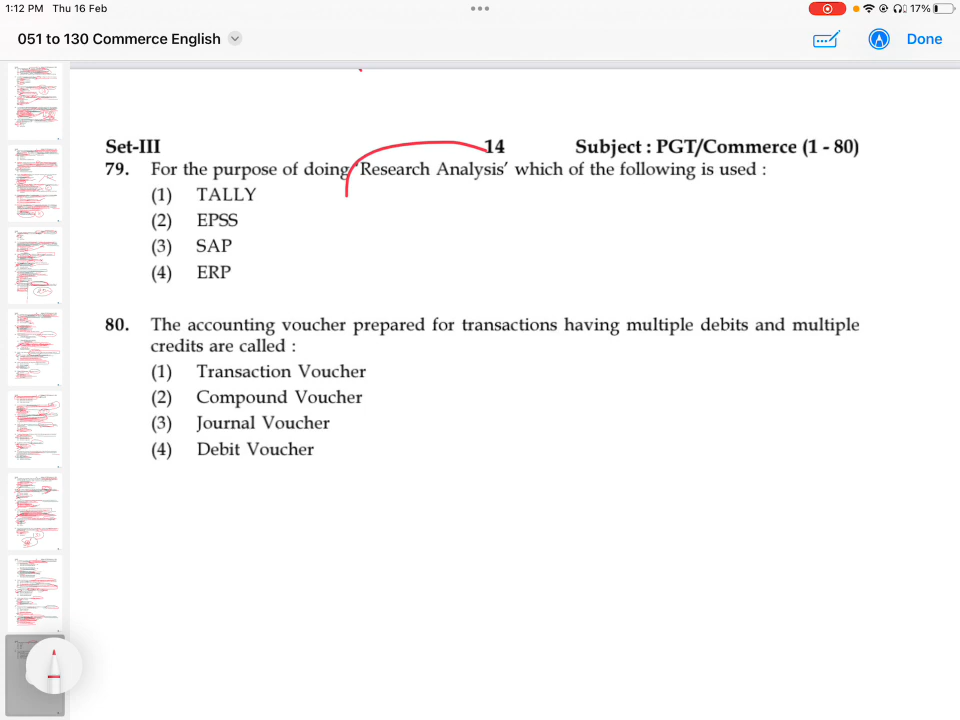 1:12 PM Thu 16 Feb
17%
051 to 130 Commerce English
Done
Set-III 14 Subject : PGT/Commerce (1 - 80)
79. For the purpose of doing 'Research Analysis' which of the following is used :
(1) TALLY
(2) EPSS
(3) SAP
(4) ERP
80. The accounting voucher prepared for transactions having multiple debits and multiple
credits are called :
(1) Transaction Voucher
(2) Compound Voucher
(3) Journal Voucher
(4) Debit Voucher